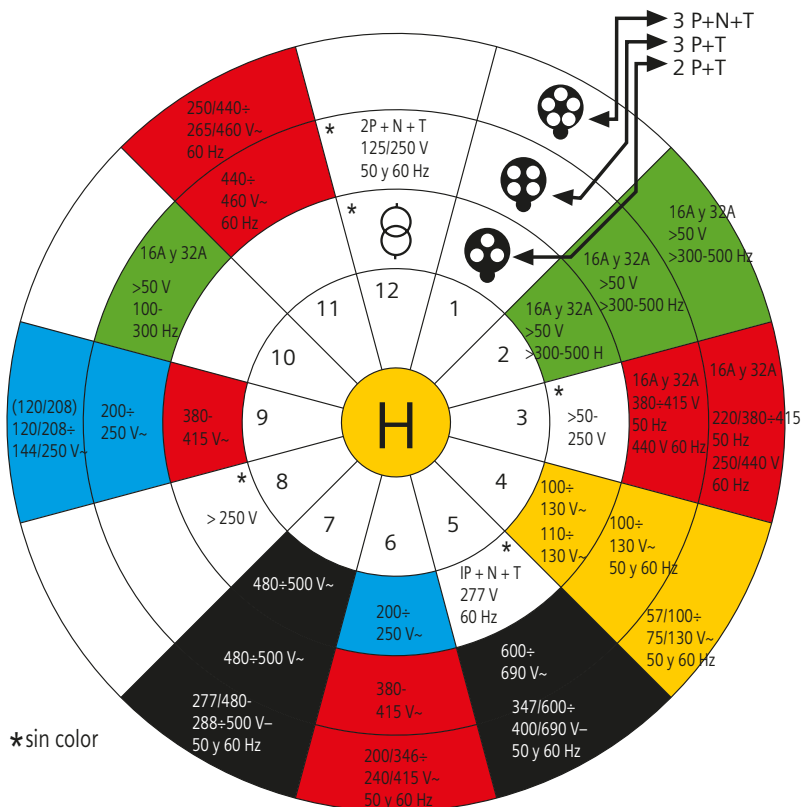 3 P+N+T
3 P+T
2 P+T
250/440÷
265/460 V~
60 Hz
440÷
460 V~
60 Hz
*
2P + N + T
125/250 V
50 y 60 Hz
*
16A y 32A
>50 V
>300-500 Hz
16A y 32A
>50 V
>300-500 Hz
16A y 32A
>50 V
>300-500 H
16A y 32A
>50 V
100-
300 Hz
12
1
2
3
4
5
6
7
8
9
10
11
H
(120/208)
120/208÷
144/250 V~
200÷
250 V~
380-
415 V~
*
>50-
250 V
16A y 32A
380÷415 V
50 Hz
440 V 60 Hz
16A y 32A
220/380÷415
50 Hz
250/440 V
60 Hz
*
> 250 V
100÷
130 V~
110÷
130 V~
100÷
130 V~
50 y 60 Hz
57/100÷
75/130 V~
50 y 60 Hz
*
IP + N + T
277 V
60 Hz
600÷
690 V~
347/600÷
400/690 V–
50 y 60 Hz
200÷
250 V~
380-
415 V~
200/346÷
240/415 V~
50 y 60 Hz
480÷500 V~
480÷500 V~
277/480-
288÷500 V–
50 y 60 Hz
*sin color